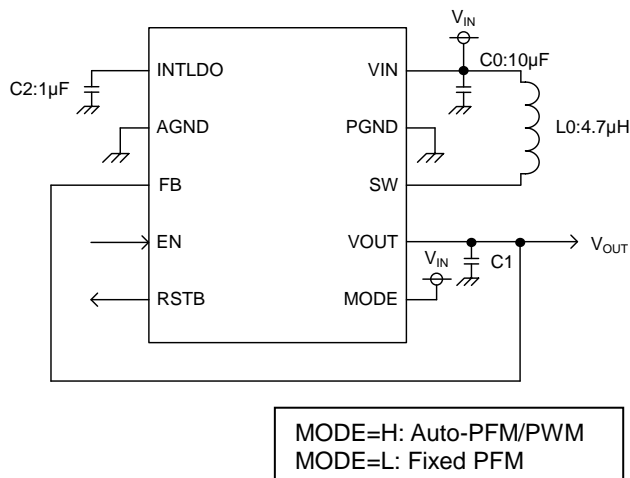 V_IN
C0:10µF
INTLDO
VIN
C2:1µF
L0:4.7µH
AGND
PGND
FB
SW
EN
VOUT
V_OUT
V_IN
C1
RSTB
MODE
MODE=H: Auto-PFM/PWM
MODE=L: Fixed PFM